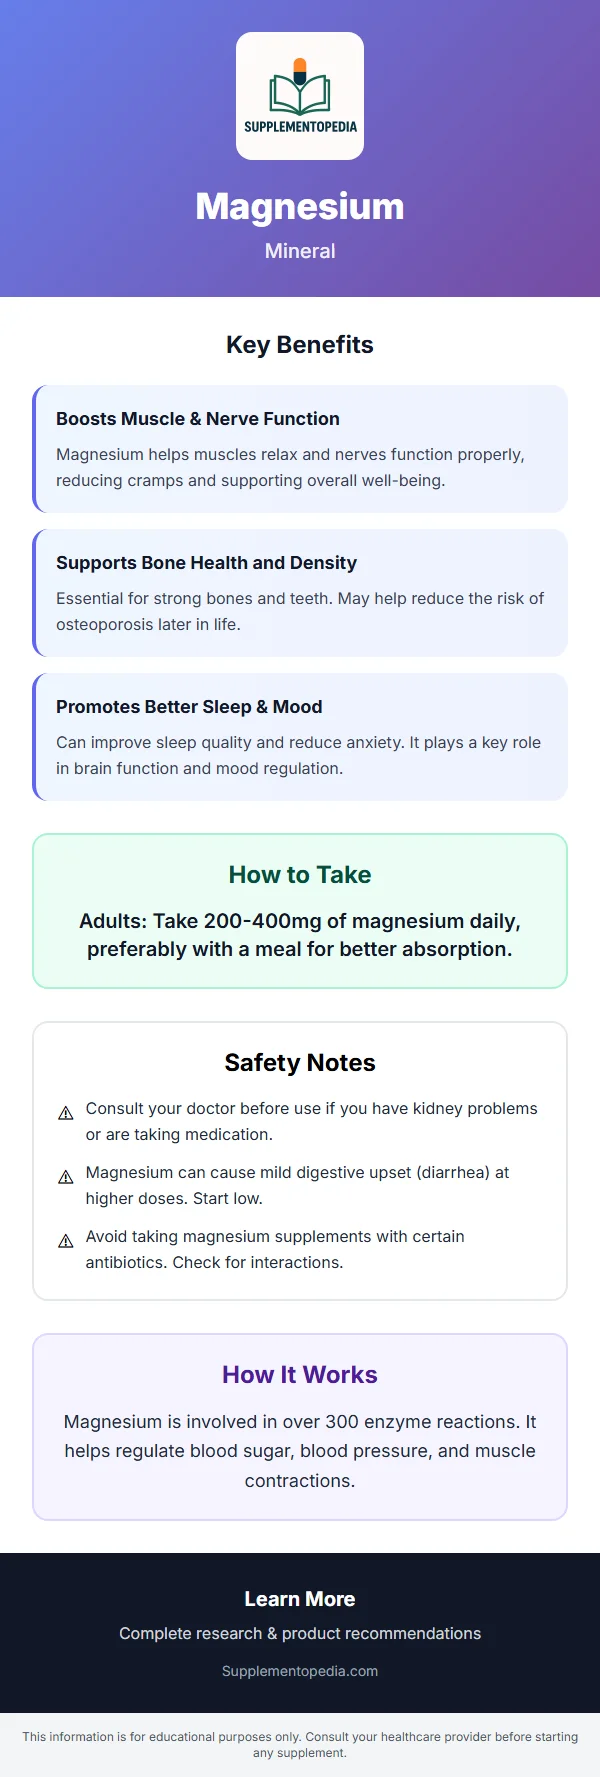 SUPPLEMENTOPEDIA
Magnesium
Mineral
Key Benefits
Boosts Muscle & Nerve Function
Magnesium helps muscles relax and nerves function properly,
reducing cramps and supporting overall well-being.
Supports Bone Health and Density
Essential for strong bones and teeth. May help reduce the risk of
osteoporosis later in life.
Promotes Better Sleep & Mood
Can improve sleep quality and reduce anxiety. It plays a key role
in brain function and mood regulation.
How to Take
Adults: Take 200-400mg of magnesium daily,
preferably with a meal for better absorption.
Safety Notes
⚠ Consult your doctor before use if you have kidney problems
or are taking medication.
⚠ Magnesium can cause mild digestive upset (diarrhea) at
higher doses. Start low.
⚠ Avoid taking magnesium supplements with certain
antibiotics. Check for interactions.
How It Works
Magnesium is involved in over 300 enzyme reactions. It
helps regulate blood sugar, blood pressure, and muscle
contractions.
Learn More
Complete research & product recommendations
Supplementopedia.com
This information is for educational purposes only. Consult your healthcare provider before starting
any supplement.